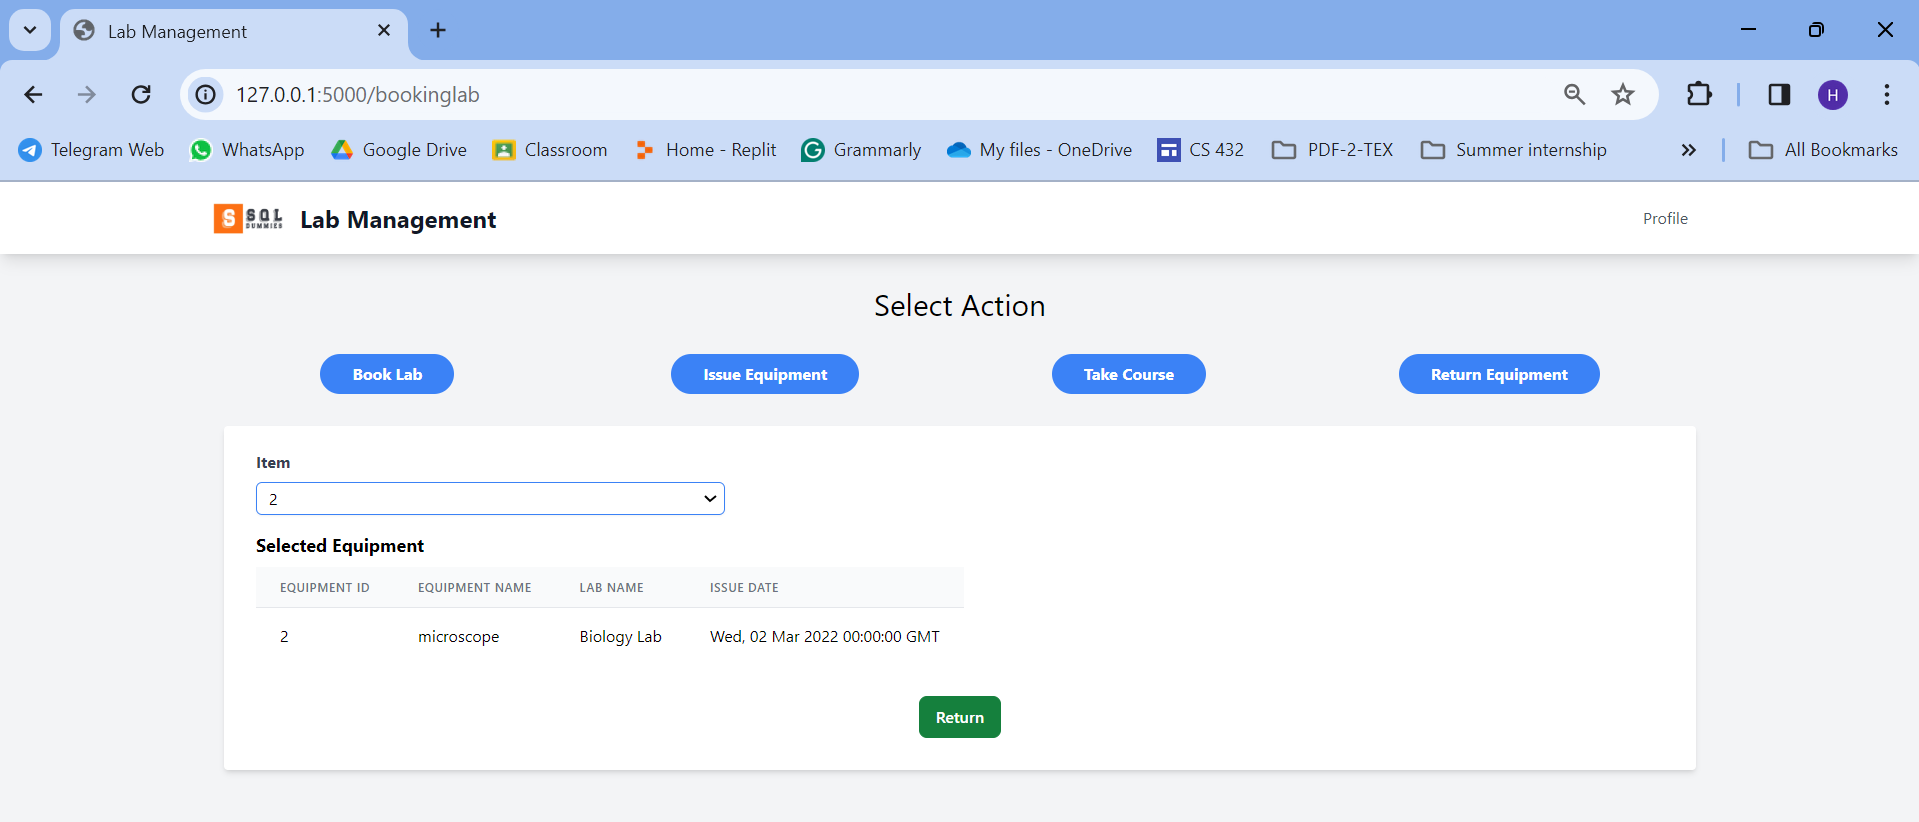 Lab Management
127.0.0.1:5000/bookinglab
H
Telegram Web WhatsApp Google Drive Classroom Home - Replit Grammarly My files - OneDrive CS 432 PDF-2-TEX Summer internship » All Bookmarks
S SQL DUMMIES Lab Management Profile
Select Action
Book Lab Issue Equipment Take Course Return Equipment
Item
2
Selected Equipment
EQUIPMENT ID EQUIPMENT NAME LAB NAME ISSUE DATE
2 microscope Biology Lab Wed, 02 Mar 2022 00:00:00 GMT
Return